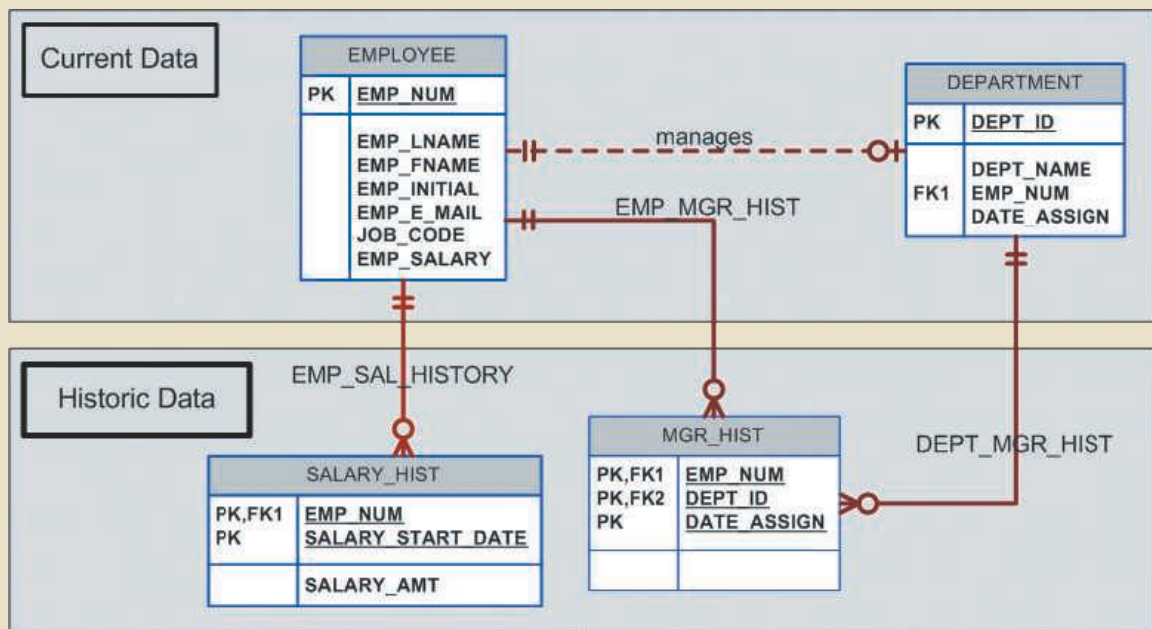 Current Data
EMPLOYEE
PK EMP_NUM
EMP_LNAME
EMP_FNAME
EMP_INITIAL
EMP_E_MAIL
JOB_CODE
EMP_SALARY
manages
EMP_MGR_HIST
DEPARTMENT
PK DEPT_ID
DEPT_NAME
FK1 EMP_NUM
DATE_ASSIGN
Historic Data
EMP_SAL_HISTORY
SALARY_HIST
PK,FK1 EMP_NUM
PK SALARY_START_DATE
SALARY_AMT
MGR_HIST
PK,FK1 EMP_NUM
PK,FK2 DEPT_ID
PK DATE_ASSIGN
DEPT_MGR_HIST